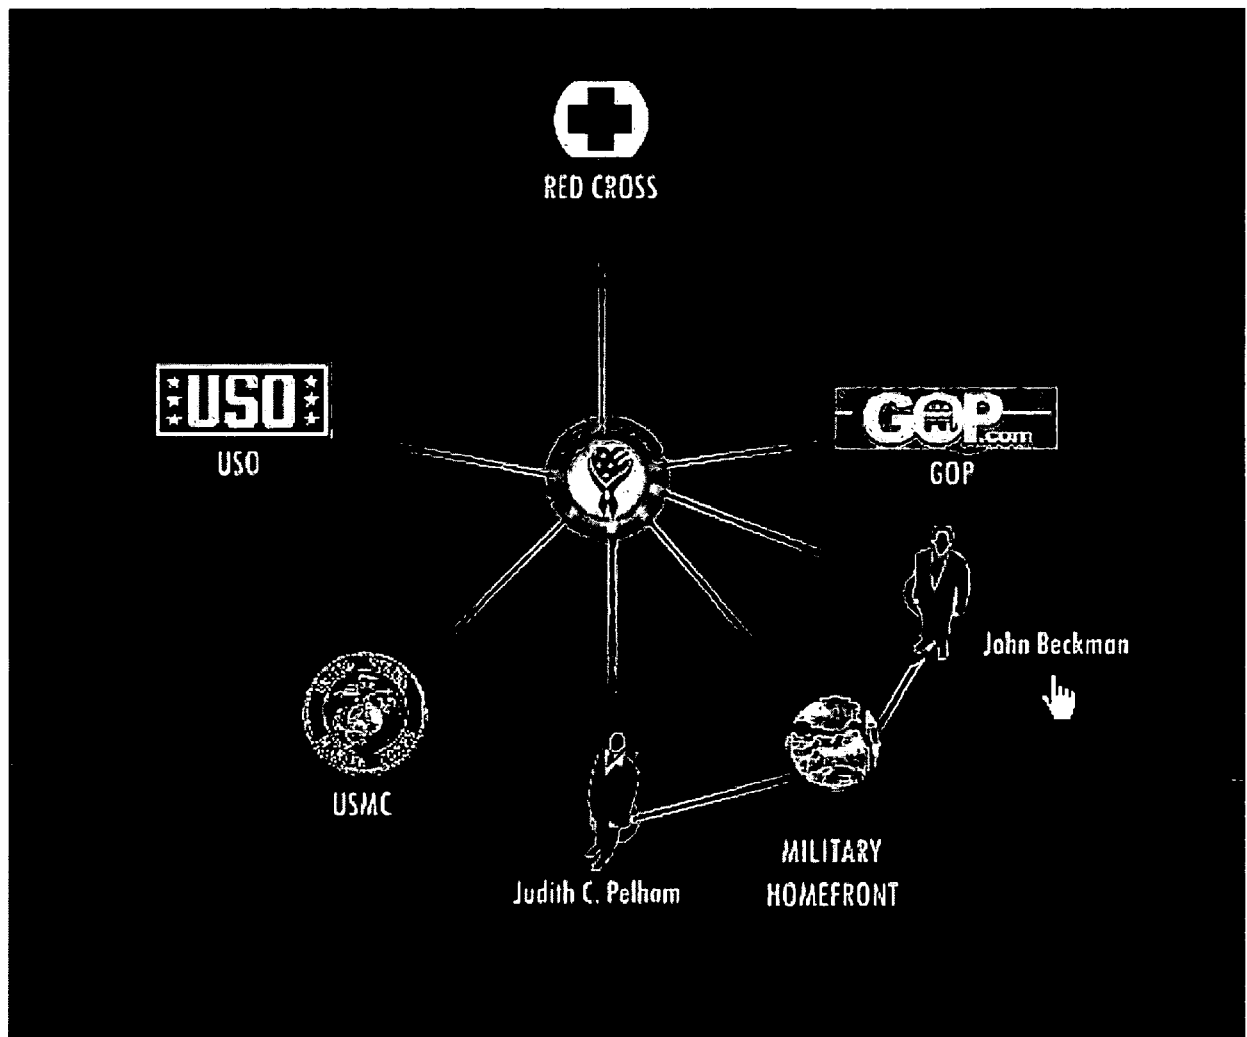 RED CROSS
USO
USO
GOP.com
GOP
John Beckman
USMC
Judith C. Pelham
MILITARY
HOMEFRONT